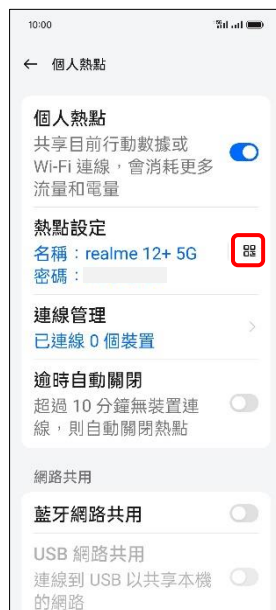 10:00
← 個人熱點
個人熱點
共享目前行動數據或
Wi-Fi 連線，會消耗更多
流量和電量
熱點設定
名稱：realme 12+ 5G
密碼：
連線管理
已連線 0 個裝置
逾時自動關閉
超過 10 分鐘無裝置連
線，則自動關閉熱點
網路共用
藍牙網路共用
USB 網路共用
連線到 USB 以共享本機
的網路